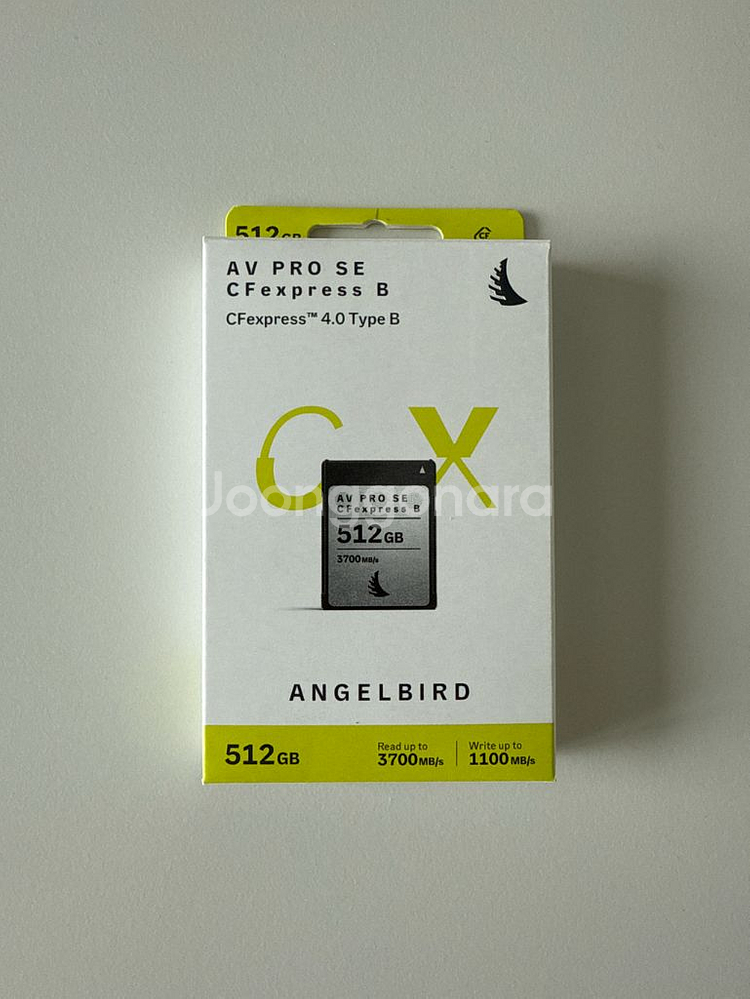 512GB
AV PRO SE
CFexpress B
CFexpress™ 4.0 Type B
C X
Joonggonara
AV PRO SE
CFexpress B
512GB
3700MB/s
ANGELBIRD
512GB
Read up to
3700MB/s
Write up to
1100MB/s